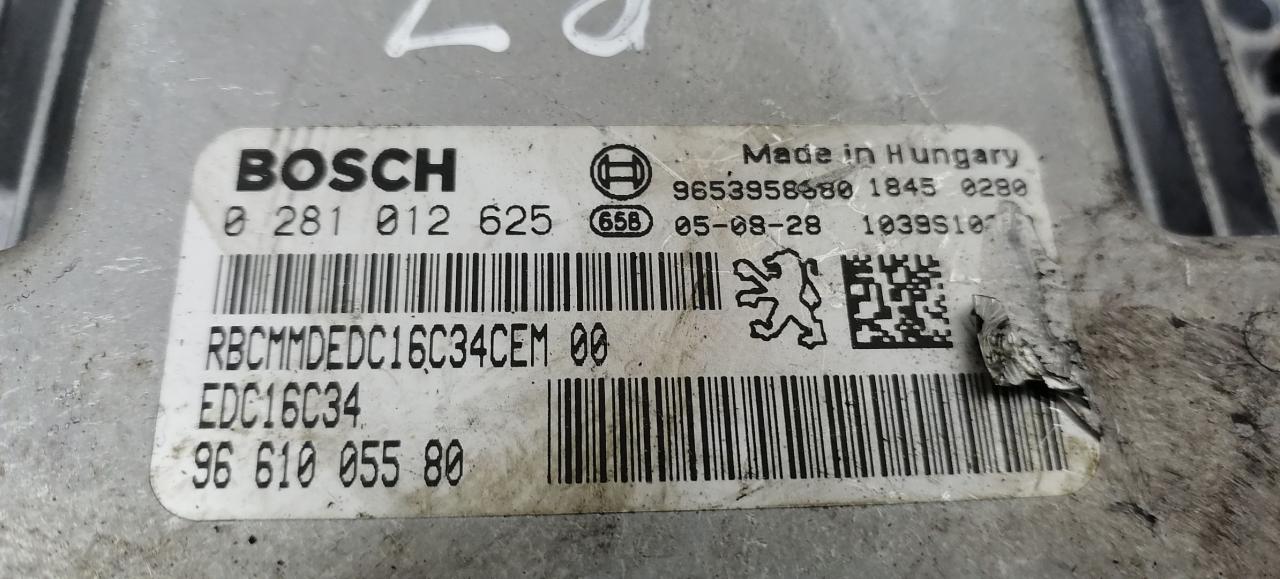 BOSCH
Made in Hungary
9653958680 1845 0280
0 281 012 625
65B 05-08-28
RBCMMDEDC16C34CEM 00
EDC16C34
96 610 055 80